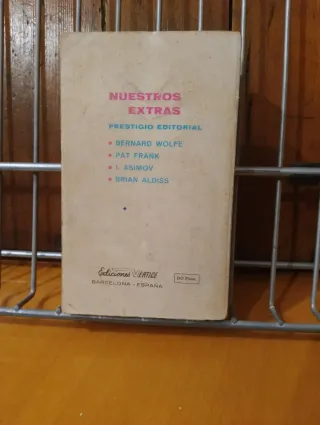 NUESTROS
EXTRAS
PRESTIGIO EDITORIAL
• BERNARD WOLFE
• PAT FRANK
• I. ASIMOV
• BRIAN ALDISS
Ediciones VERTICE
BARCELONA - ESPAÑA